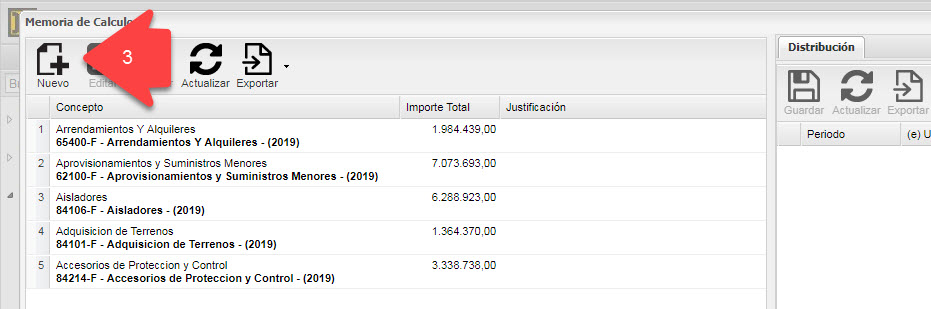 Memoria de Calculo
3
Nuevo
Actualizar
Exportar
Concepto
Importe Total
Justificación
1
Arrendamientos Y Alquileres
1.984.439,00
65400-F - Arrendamientos Y Alquileres - (2019)
2
Aprovisionamientos y Suministros Menores
7.073.693,00
62100-F - Aprovisionamientos y Suministros Menores - (2019)
3
Aisladores
6.288.923,00
84106-F - Aisladores - (2019)
4
Adquisicion de Terrenos
1.364.370,00
84101-F - Adquisicion de Terrenos - (2019)
5
Accesorios de Proteccion y Control
3.338.738,00
84214-F - Accesorios de Proteccion y Control - (2019)
Distribución
Guardar
Actualizar
Exportar
Periodo
(e) U